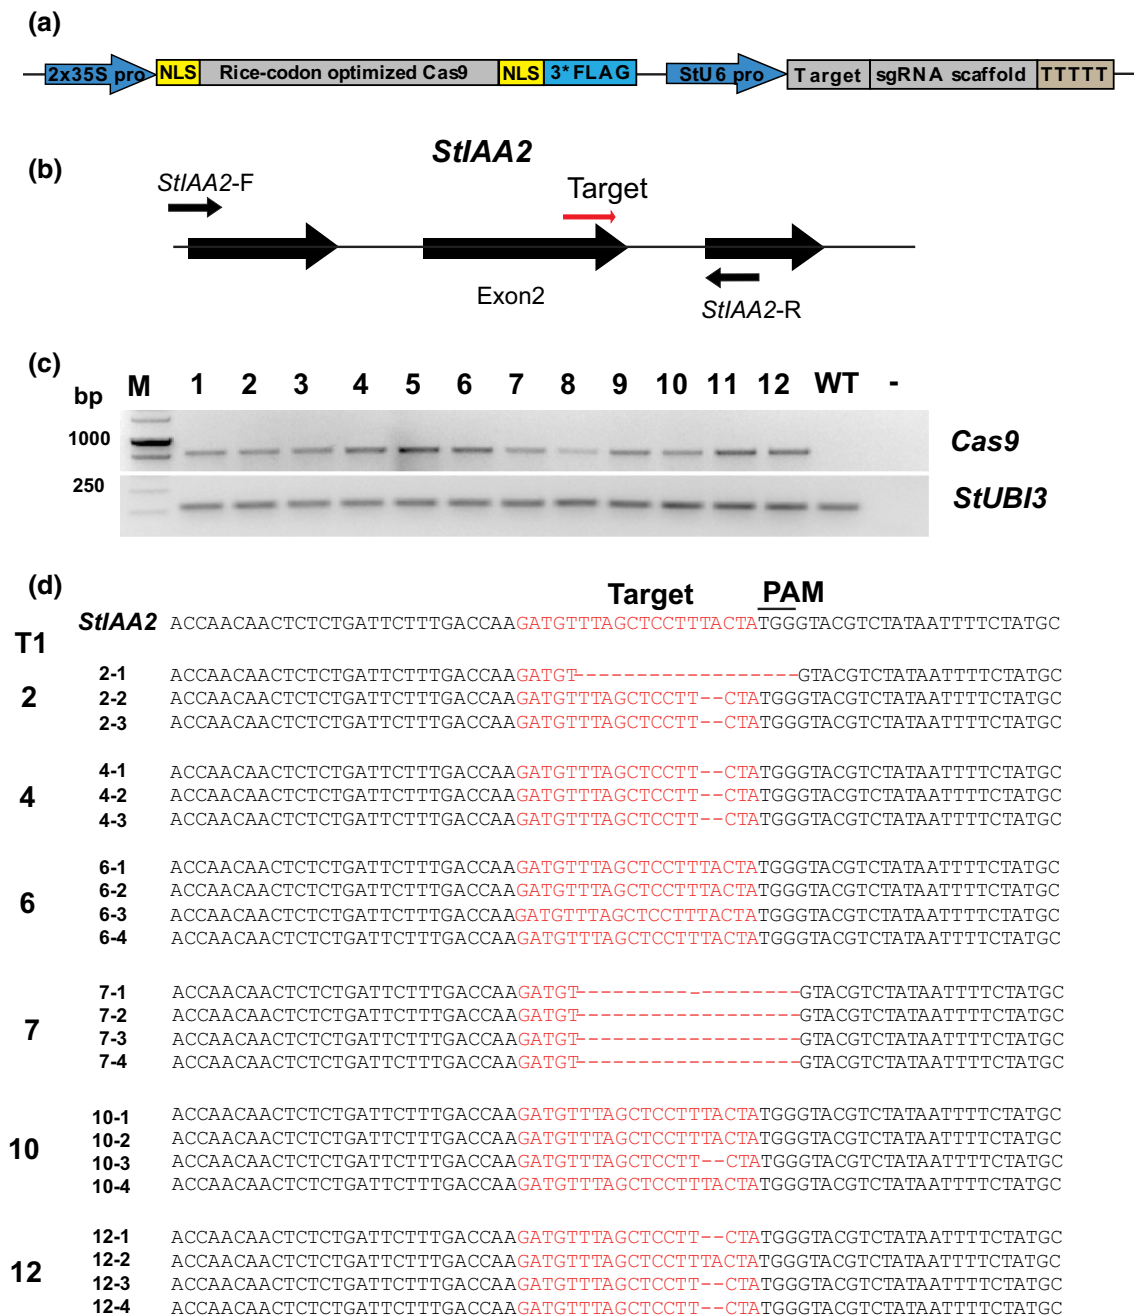 (a)
2x35S pro NLS Rice-codon optimized Cas9 NLS 3*FLAG StU6 pro Target sgRNA scaffold TTTTT
(b)
StIAA2
StIAA2-F
Target
Exon2
StIAA2-R
(c)
bp M 1 2 3 4 5 6 7 8 9 10 11 12 WT -
1000
Cas9
250
StUBI3
(d)
Target PAM
StIAA2 ACCAACAACTCTCTGATTCTTTGACCAAGATGTTTAGCTCCTTTACTATGGGTACGTCTATAATTTTCTATGC
T1
2
2-1 ACCAACAACTCTCTGATTCTTTGACCAAGATGT------------------GTACGTCTATAATTTTCTATGC
2-2 ACCAACAACTCTCTGATTCTTTGACCAAGATGTTTAGCTCCTT--CTATGGGTACGTCTATAATTTTCTATGC
2-3 ACCAACAACTCTCTGATTCTTTGACCAAGATGTTTAGCTCCTT--CTATGGGTACGTCTATAATTTTCTATGC
4
4-1 ACCAACAACTCTCTGATTCTTTGACCAAGATGTTTAGCTCCTT--CTATGGGTACGTCTATAATTTTCTATGC
4-2 ACCAACAACTCTCTGATTCTTTGACCAAGATGTTTAGCTCCTT--CTATGGGTACGTCTATAATTTTCTATGC
4-3 ACCAACAACTCTCTGATTCTTTGACCAAGATGTTTAGCTCCTT--CTATGGGTACGTCTATAATTTTCTATGC
6
6-1 ACCAACAACTCTCTGATTCTTTGACCAAGATGTTTAGCTCCTTTACTATGGGTACGTCTATAATTTTCTATGC
6-2 ACCAACAACTCTCTGATTCTTTGACCAAGATGTTTAGCTCCTTTACTATGGGTACGTCTATAATTTTCTATGC
6-3 ACCAACAACTCTCTGATTCTTTGACCAAGATGTTTAGCTCCTTTACTATGGGTACGTCTATAATTTTCTATGC
6-4 ACCAACAACTCTCTGATTCTTTGACCAAGATGTTTAGCTCCTTTACTATGGGTACGTCTATAATTTTCTATGC
7
7-1 ACCAACAACTCTCTGATTCTTTGACCAAGATGT------------------GTACGTCTATAATTTTCTATGC
7-2 ACCAACAACTCTCTGATTCTTTGACCAAGATGT------------------GTACGTCTATAATTTTCTATGC
7-3 ACCAACAACTCTCTGATTCTTTGACCAAGATGT------------------GTACGTCTATAATTTTCTATGC
7-4 ACCAACAACTCTCTGATTCTTTGACCAAGATGT------------------GTACGTCTATAATTTTCTATGC
10
10-1 ACCAACAACTCTCTGATTCTTTGACCAAGATGTTTAGCTCCTTTACTATGGGTACGTCTATAATTTTCTATGC
10-2 ACCAACAACTCTCTGATTCTTTGACCAAGATGTTTAGCTCCTTTACTATGGGTACGTCTATAATTTTCTATGC
10-3 ACCAACAACTCTCTGATTCTTTGACCAAGATGTTTAGCTCCTT--CTATGGGTACGTCTATAATTTTCTATGC
10-4 ACCAACAACTCTCTGATTCTTTGACCAAGATGTTTAGCTCCTTTACTATGGGTACGTCTATAATTTTCTATGC
12
12-1 ACCAACAACTCTCTGATTCTTTGACCAAGATGTTTAGCTCCTT--CTATGGGTACGTCTATAATTTTCTATGC
12-2 ACCAACAACTCTCTGATTCTTTGACCAAGATGTTTAGCTCCTTTACTATGGGTACGTCTATAATTTTCTATGC
12-3 ACCAACAACTCTCTGATTCTTTGACCAAGATGTTTAGCTCCTT--CTATGGGTACGTCTATAATTTTCTATGC
12-4 ACCAACAACTCTCTGATTCTTTGACCAAGATGTTTAGCTCCTT--CTATGGGTACGTCTATAATTTTCTATGC